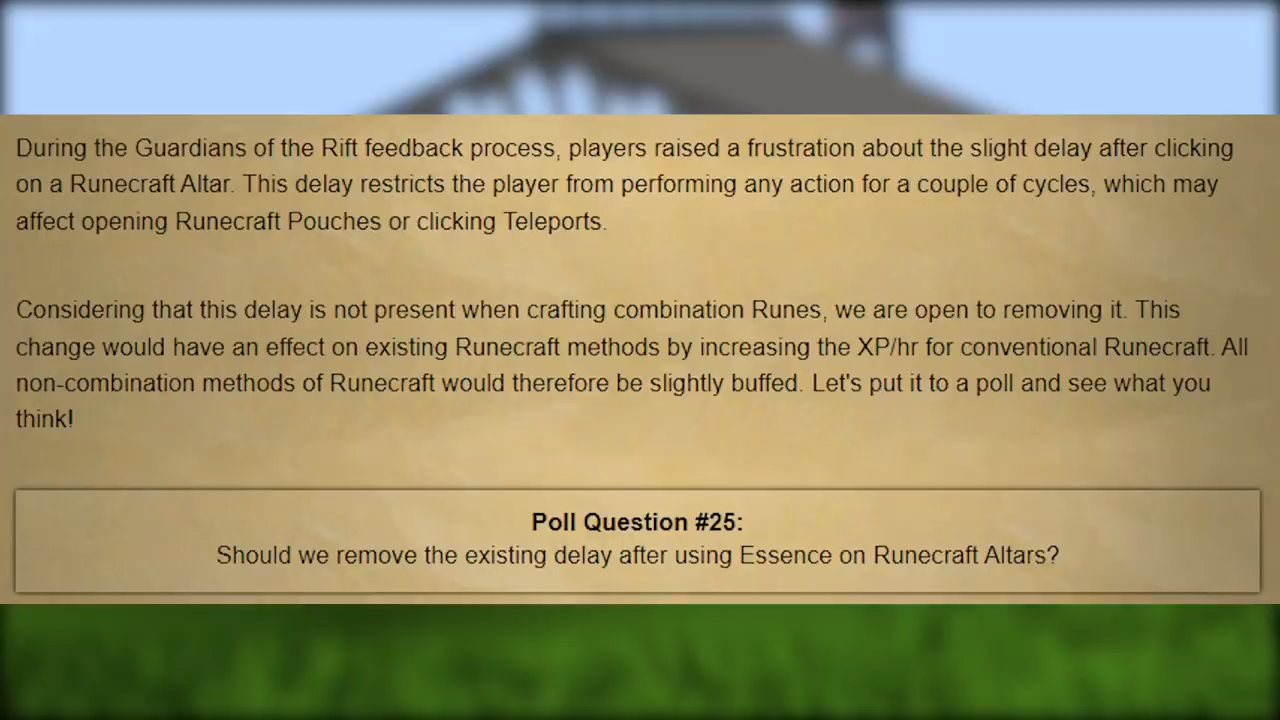 During the Guardians of the Rift feedback process, players raised a frustration about the slight delay after clicking
on a Runecraft Altar. This delay restricts the player from performing any action for a couple of cycles, which may
affect opening Runecraft Pouches or clicking Teleports.
Considering that this delay is not present when crafting combination Runes, we are open to removing it. This
change would have an effect on existing Runecraft methods by increasing the XP/hr for conventional Runecraft. All
non-combination methods of Runecraft would therefore be slightly buffed. Let's put it to a poll and see what you
think!
Poll Question #25:
Should we remove the existing delay after using Essence on Runecraft Altars?